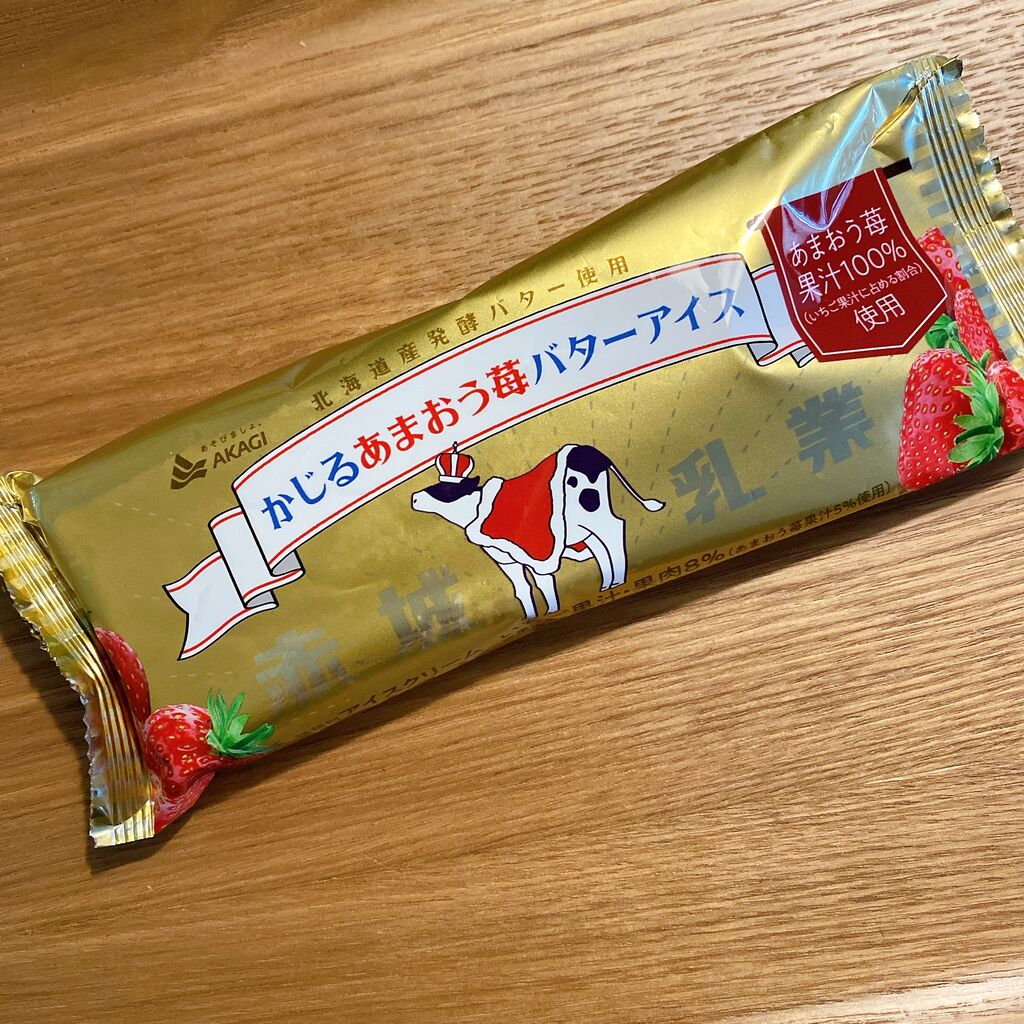 北海道産発酵バター使用
かじるあまおう苺バターアイス
あそびましょ。
AKAGI
あまおう苺
果汁100%
(いちご果汁に占める割合)
使用
赤城乳業
アイスクリーム
果汁・果肉8%(あまおう苺果汁5%使用)